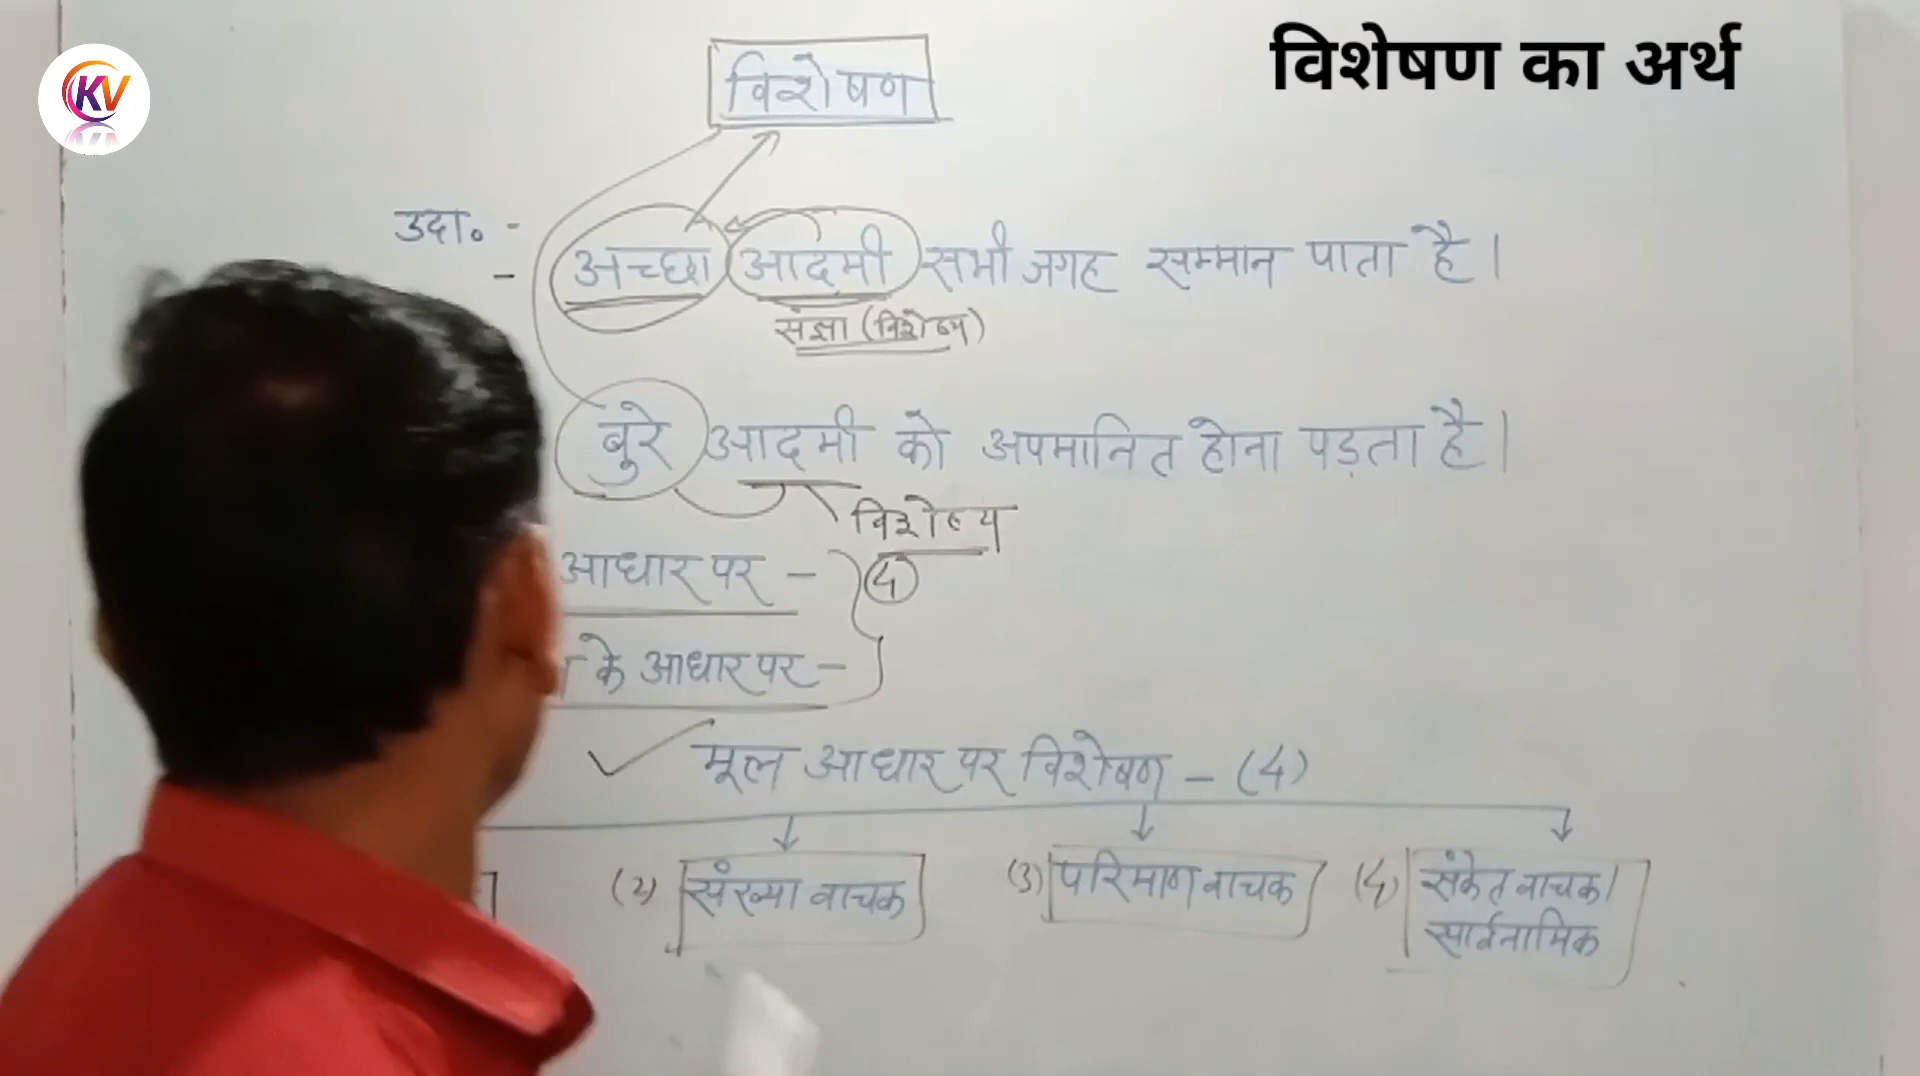 KV
विशेषण का अर्थ
विशेषण
उदा॰ -
- अच्छा आदमी सभी जगह सम्मान पाता है।
संज्ञा (विशेष्य)
बुरे आदमी को अपमानित होना पड़ता है।
विशेष्य
आधार पर - (4)
के आधार पर -
मूल आधार पर विशेषण - (4)
(2) संख्या वाचक (3) परिमाण वाचक (4) संकेत वाचक/
सार्वनामिक